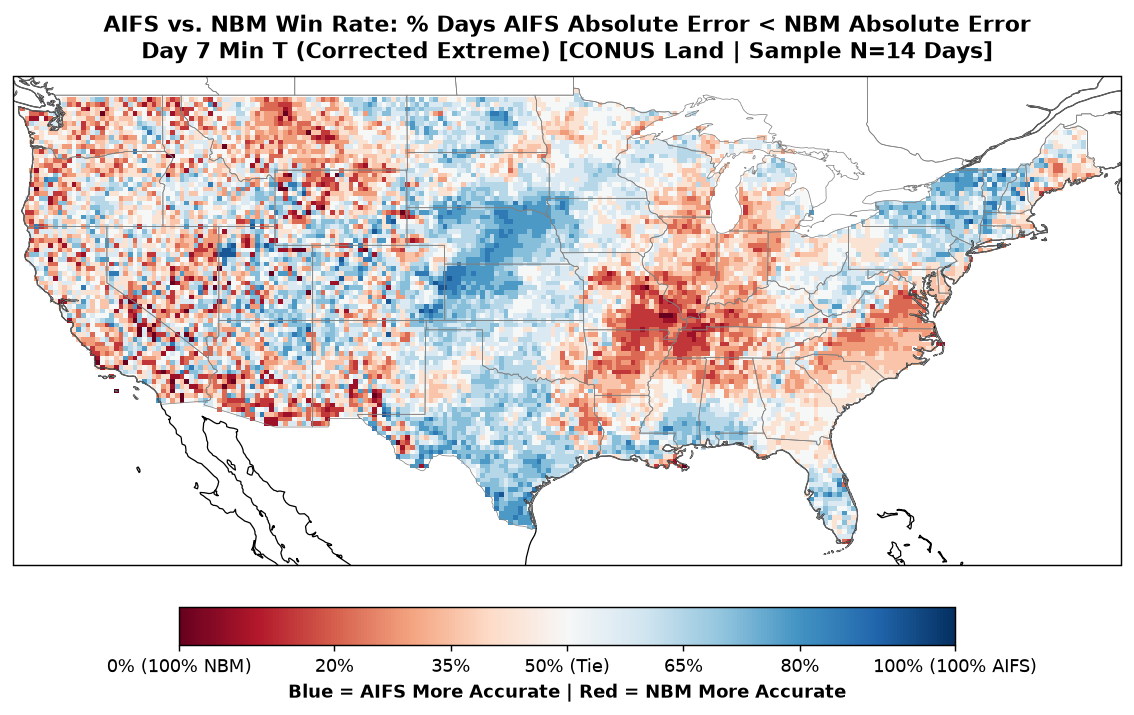 AIFS vs. NBM Win Rate: % Days AIFS Absolute Error < NBM Absolute Error
Day 7 Min T (Corrected Extreme) [CONUS Land | Sample N=14 Days]
0% (100% NBM) 20% 35% 50% (Tie) 65% 80% 100% (100% AIFS)
Blue = AIFS More Accurate | Red = NBM More Accurate